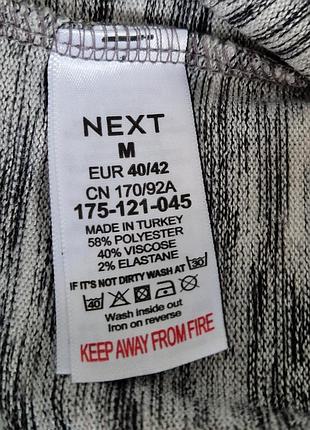 NEXT
M
EUR 40/42
CN 170/92A
175-121-045
MADE IN TURKEY
58% POLYESTER
40% VISCOSE
2% ELASTANE
IF IT'S NOT DIRTY WASH AT
30 30
Wash inside out
Iron on reverse
KEEP AWAY FROM FIRE